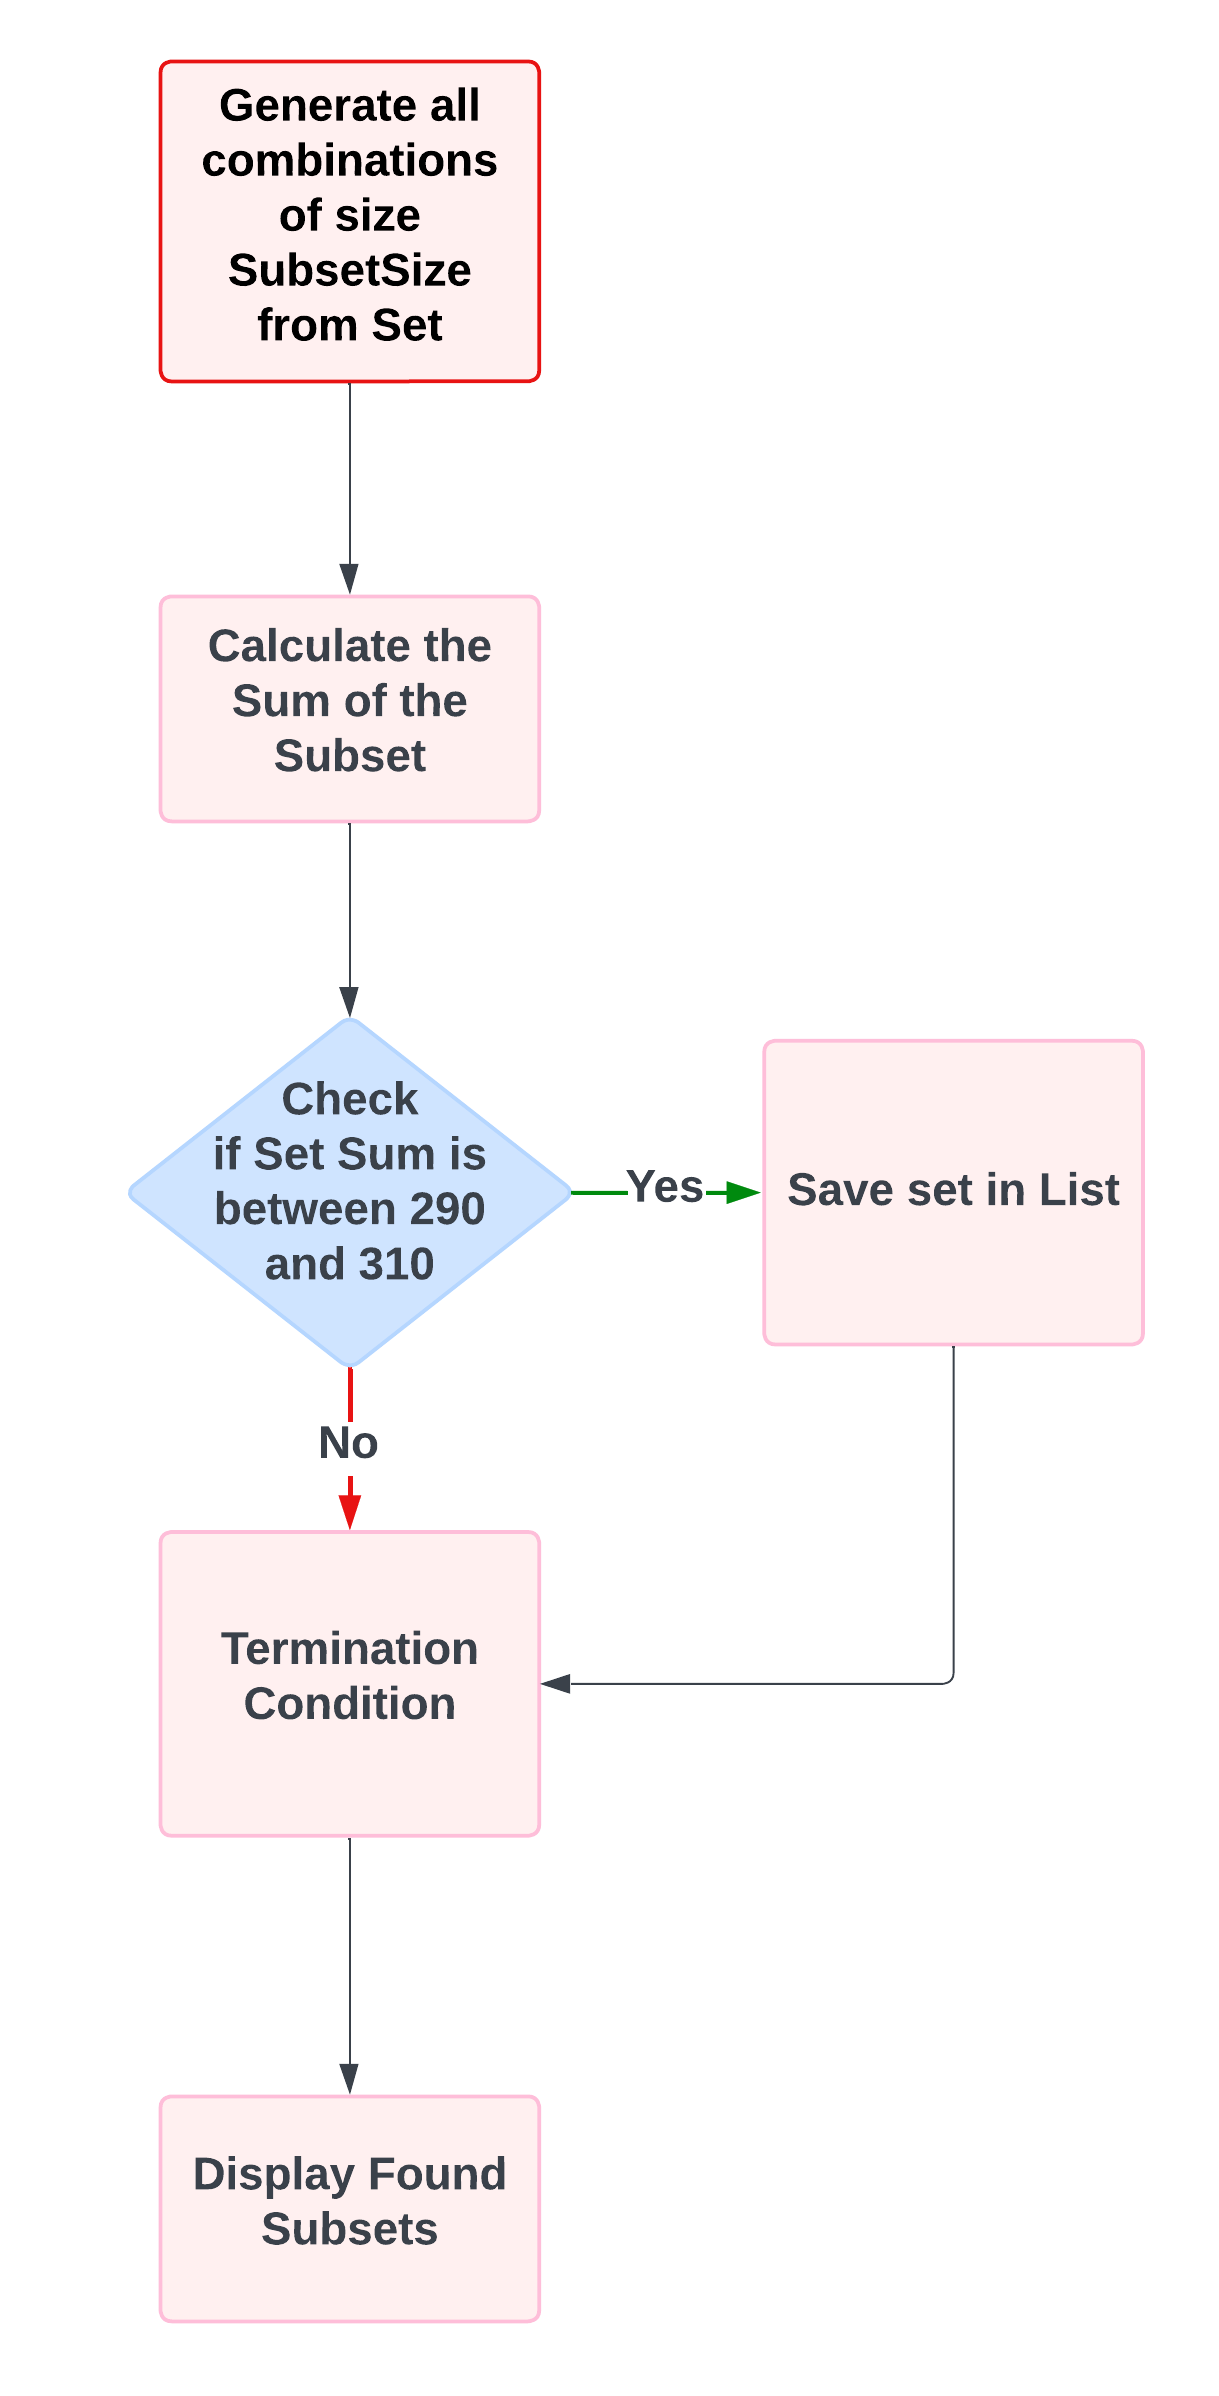 Generate all
combinations
of size
SubsetSize
from Set
Calculate the
Sum of the
Subset
Check
if Set Sum is
between 290
and 310
Yes
Save set in List
No
Termination
Condition
Display Found
Subsets